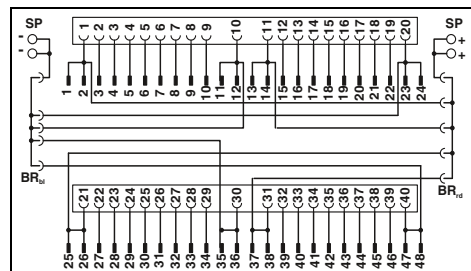 SP 1 2 3 4 5 6 7 8 9 10 11 12 13 14 15 16 17 18 19 20 SP
- +
- +
1 2 3 4 5 6 7 8 9 10 11 12 13 14 15 16 17 18 19 20 21 22 23 24
BRbl BRrd
21 22 23 24 25 26 27 28 29 30 31 32 33 34 35 36 37 38 39 40
25 26 27 28 29 30 31 32 33 34 35 36 37 38 39 40 41 42 43 44 45 46 47 48